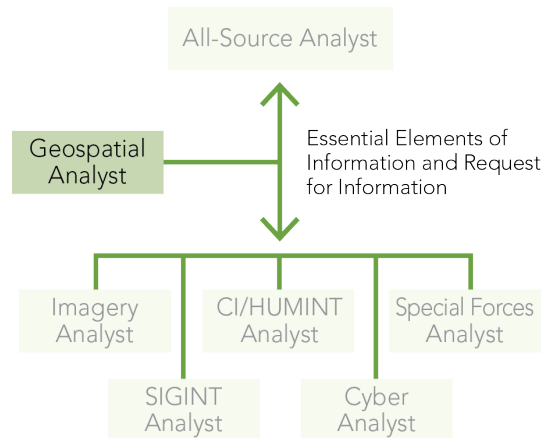 All-Source Analyst
Geospatial
Analyst
Essential Elements of
Information and Request
for Information
Imagery
Analyst
CI/HUMINT
Analyst
Special Forces
Analyst
SIGINT
Analyst
Cyber
Analyst